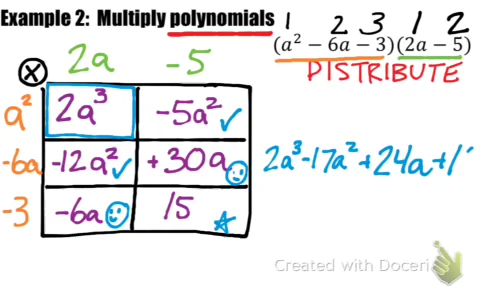 Example 2: Multiply polynomials
1 2 3 1 2
(a² − 6a − 3)(2a − 5)
DISTRIBUTE
2a -5
a² 2a³ -5a²
-6a -12a² +30a
-3 -6a 15
2a³-17a²+24a+1
Created with Doceri